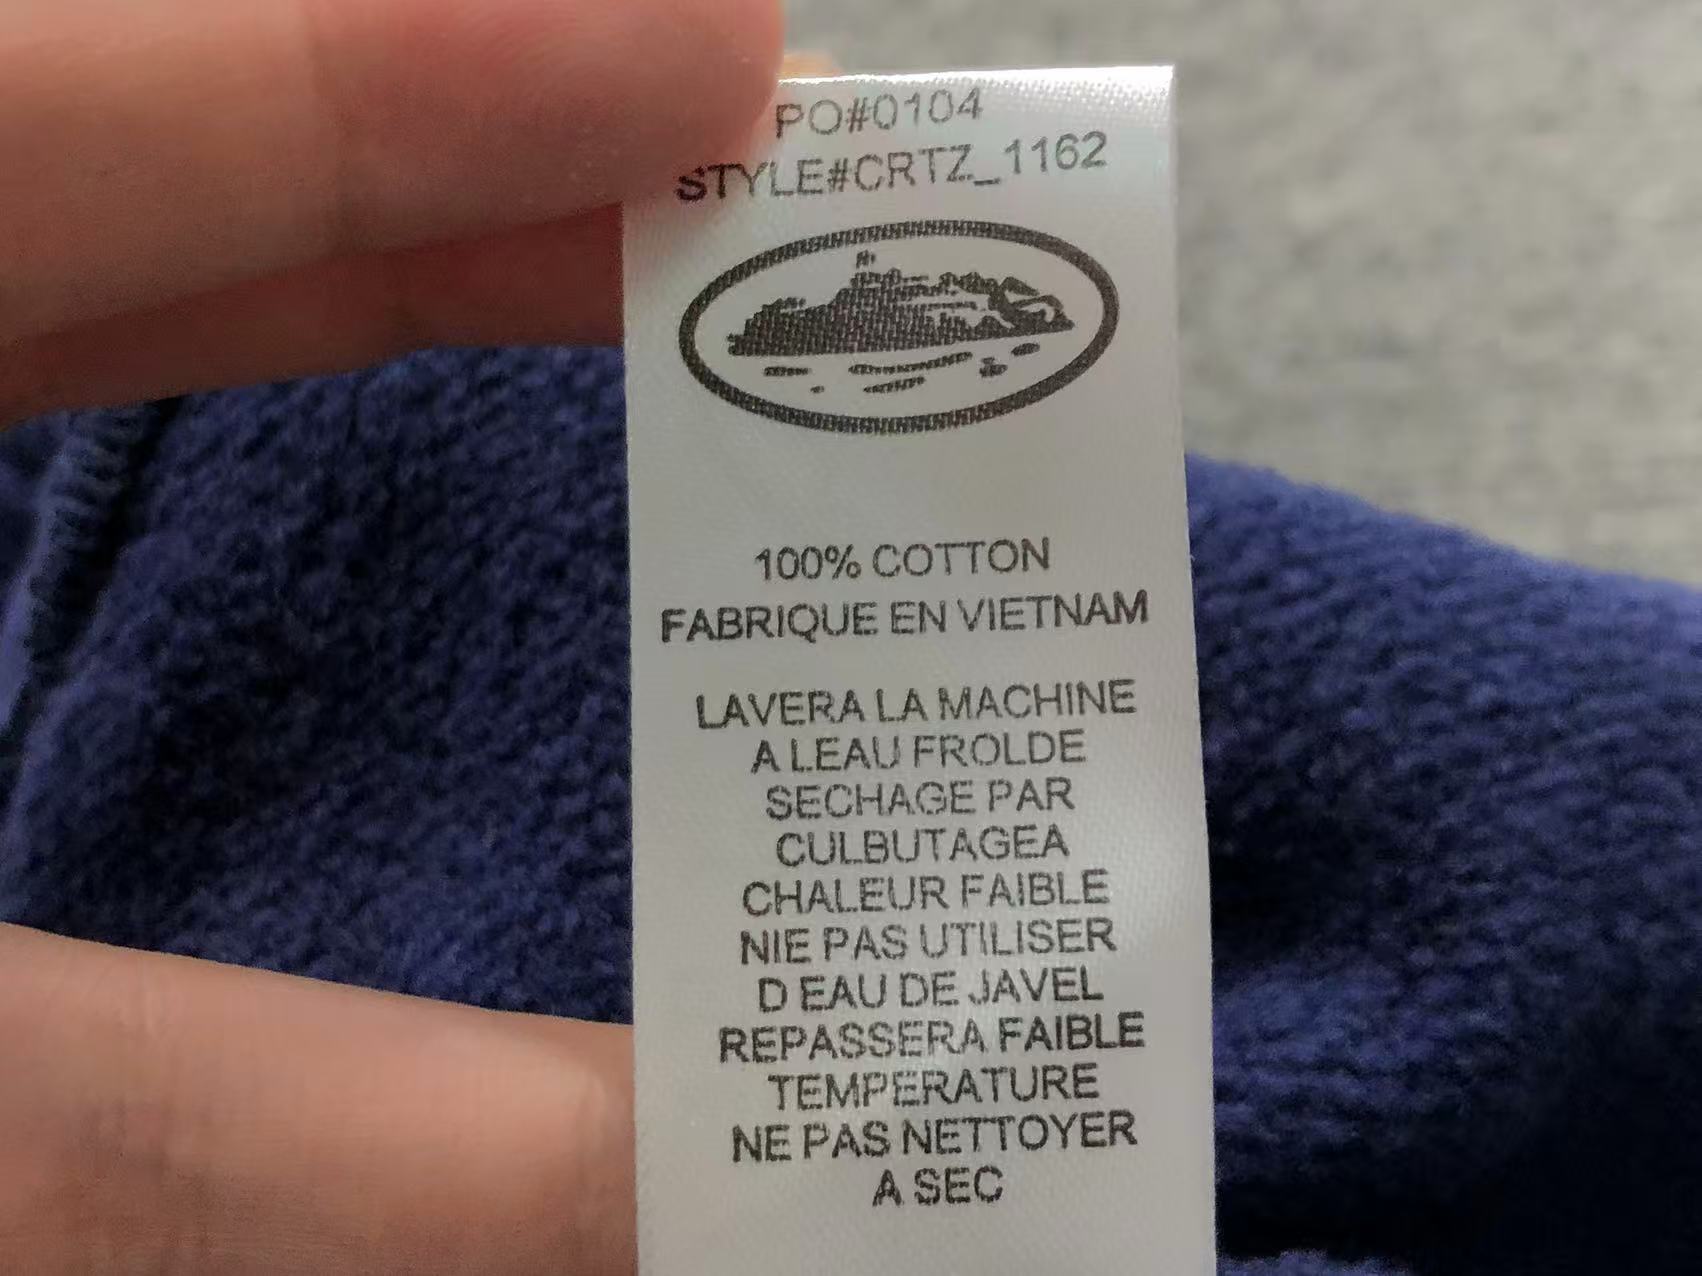 PO#0104
STYLE#CRTZ_1162
100% COTTON
FABRIQUE EN VIETNAM
LAVERA LA MACHINE
A LEAU FROLDE
SECHAGE PAR
CULBUTAGEA
CHALEUR FAIBLE
NIE PAS UTILISER
D EAU DE JAVEL
REPASSERA FAIBLE
TEMPERATURE
NE PAS NETTOYER
A SEC